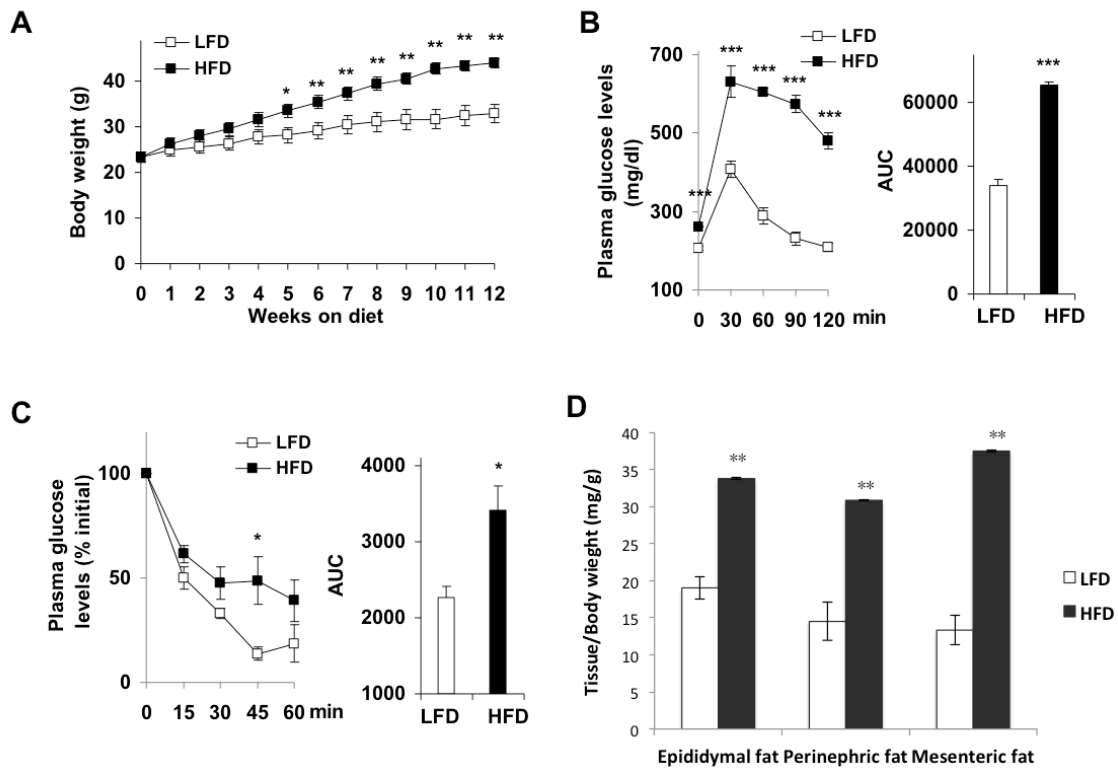 A
LFD
HFD
Body weight (g)
60
40
20
0
* ** ** ** ** ** ** **
0 1 2 3 4 5 6 7 8 9 10 11 12
Weeks on diet
B
LFD
HFD
Plasma glucose levels
(mg/dl)
700
500
300
100
*** *** *** *** ***
0 30 60 90 120 min
AUC
60000
40000
20000
0
***
LFD HFD
C
LFD
HFD
Plasma glucose
levels (% initial)
100
50
0
*
0 15 30 45 60 min
AUC
4000
3000
2000
1000
*
LFD HFD
D
Tissue/Body wieght (mg/g)
40
35
30
25
20
15
10
5
0
** ** **
Epididymal fat Perinephric fat Mesenteric fat
LFD
HFD